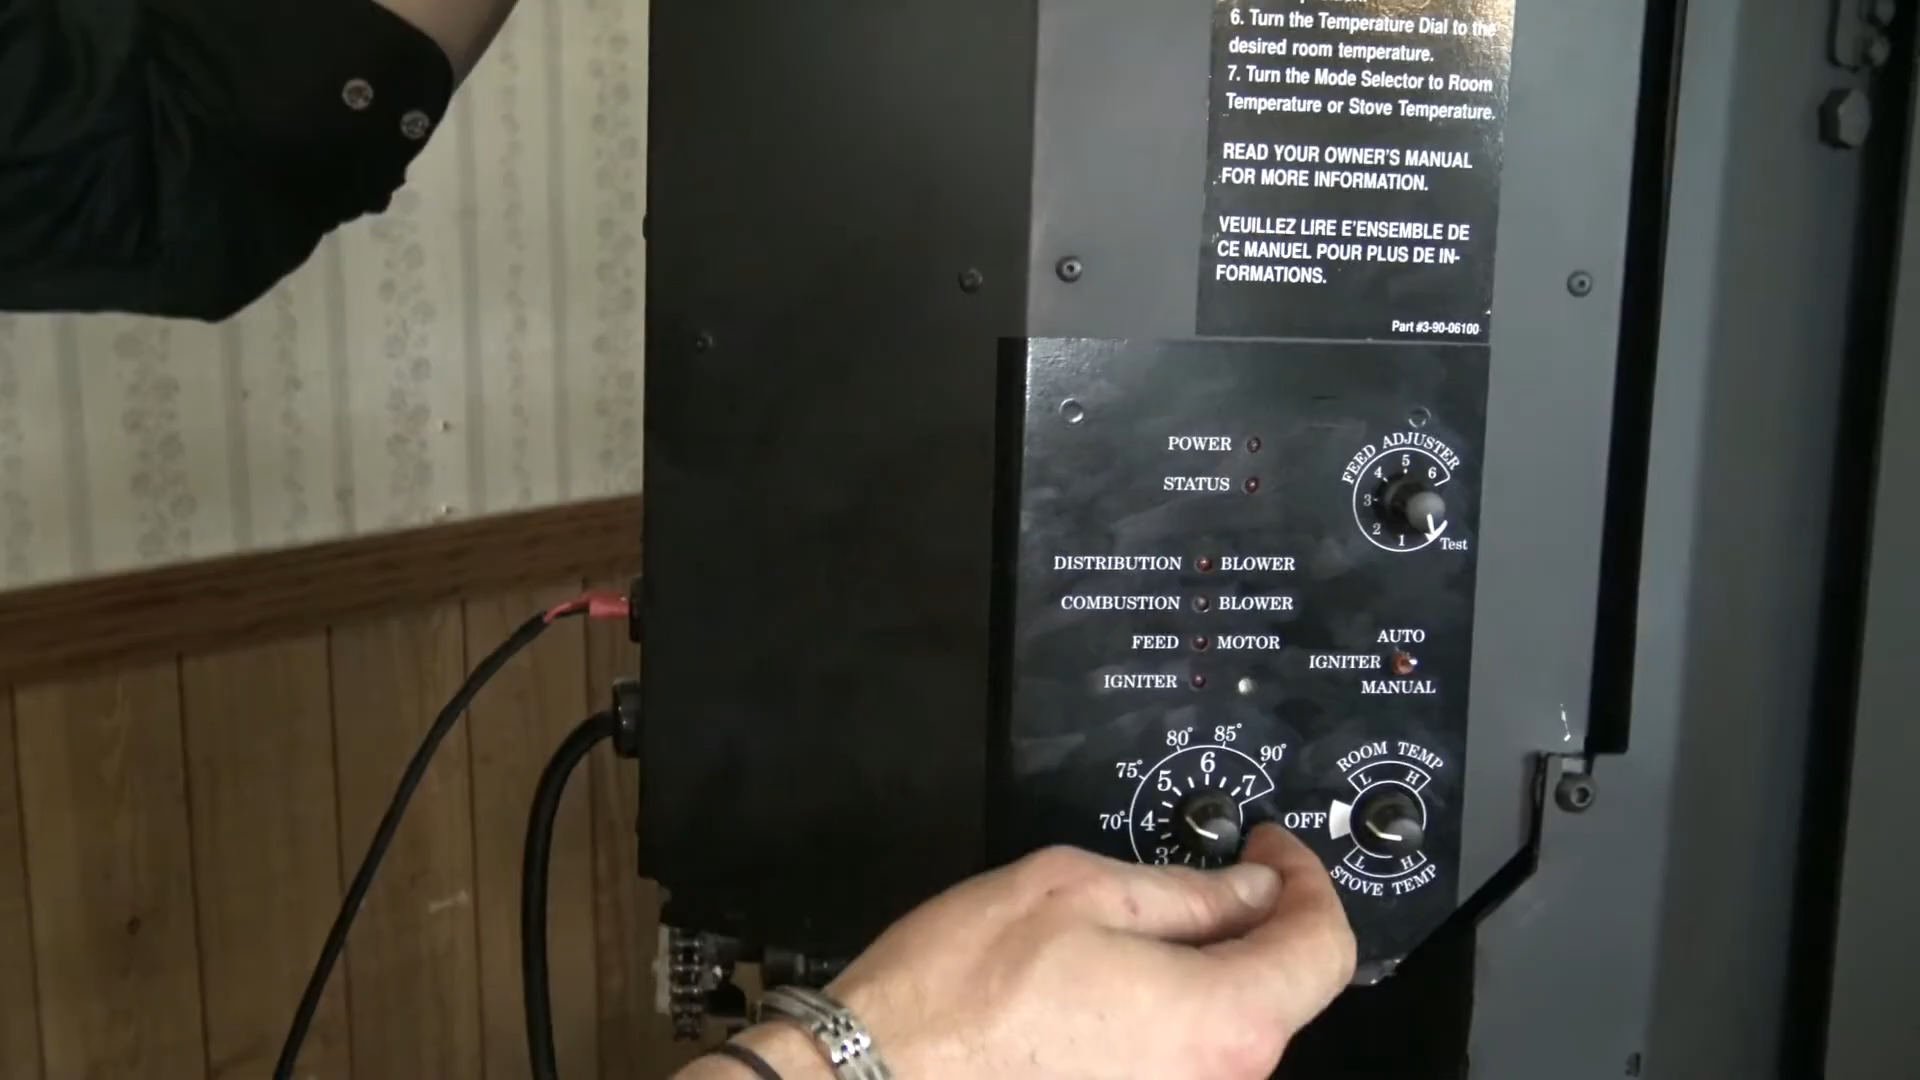 6. Turn the Temperature Dial to the
desired room temperature.
7. Turn the Mode Selector to Room
Temperature or Stove Temperature.
READ YOUR OWNER'S MANUAL
FOR MORE INFORMATION.
VEUILLEZ LIRE E'ENSEMBLE DE
CE MANUEL POUR PLUS DE IN-
FORMATIONS.
Part #3-90-06100
POWER
STATUS
FEED ADJUSTER
1 2 3 4 5 6
Test
DISTRIBUTION BLOWER
COMBUSTION BLOWER
FEED MOTOR
IGNITER
AUTO
IGNITER
MANUAL
70° 75° 80° 85° 90°
3 4 5 6 7
ROOM TEMP
L H
OFF
L H
STOVE TEMP